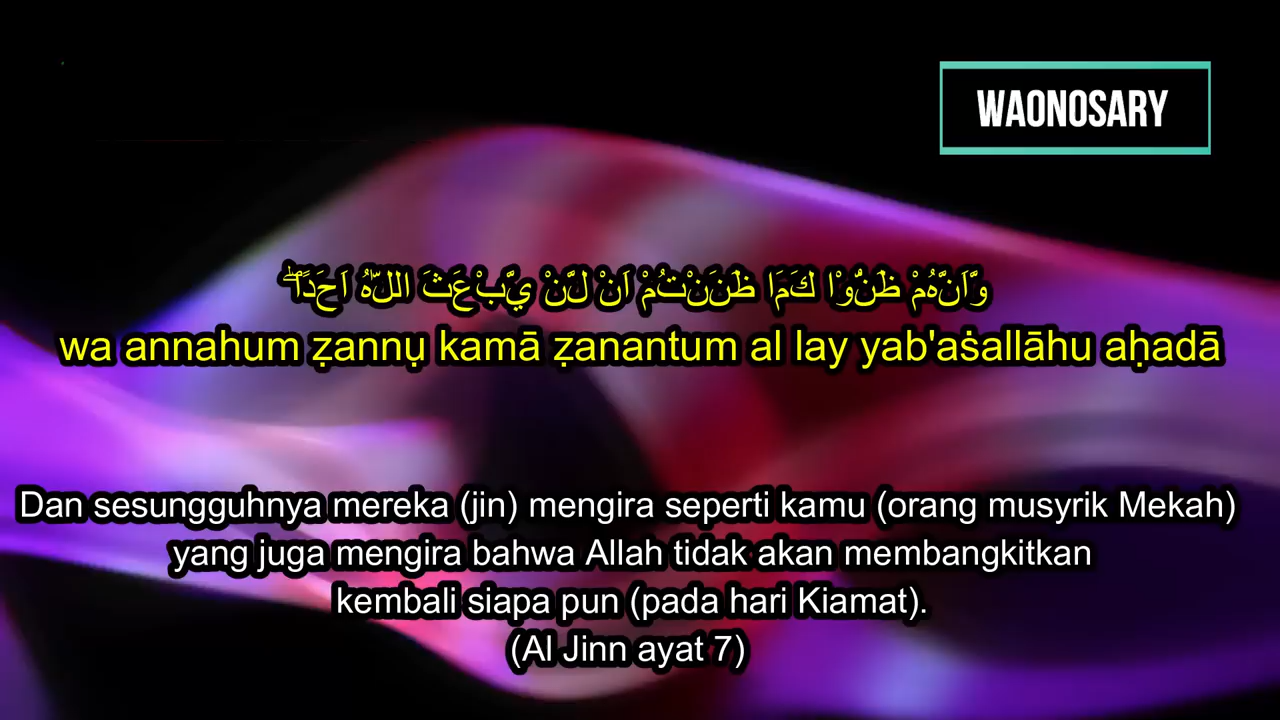 WAONOSARY
وَّاَنَّهُمْ ظَنُّوْا كَمَا ظَنَنْتُمْ اَنْ لَّنْ يَّبْعَثَ اللّٰهُ اَحَدًاۖ
wa annahum ẓannụ kamā ẓanantum al lay yab'aṡallāhu aḥadā
Dan sesungguhnya mereka (jin) mengira seperti kamu (orang musyrik Mekah)
yang juga mengira bahwa Allah tidak akan membangkitkan
kembali siapa pun (pada hari Kiamat).
(Al Jinn ayat 7)